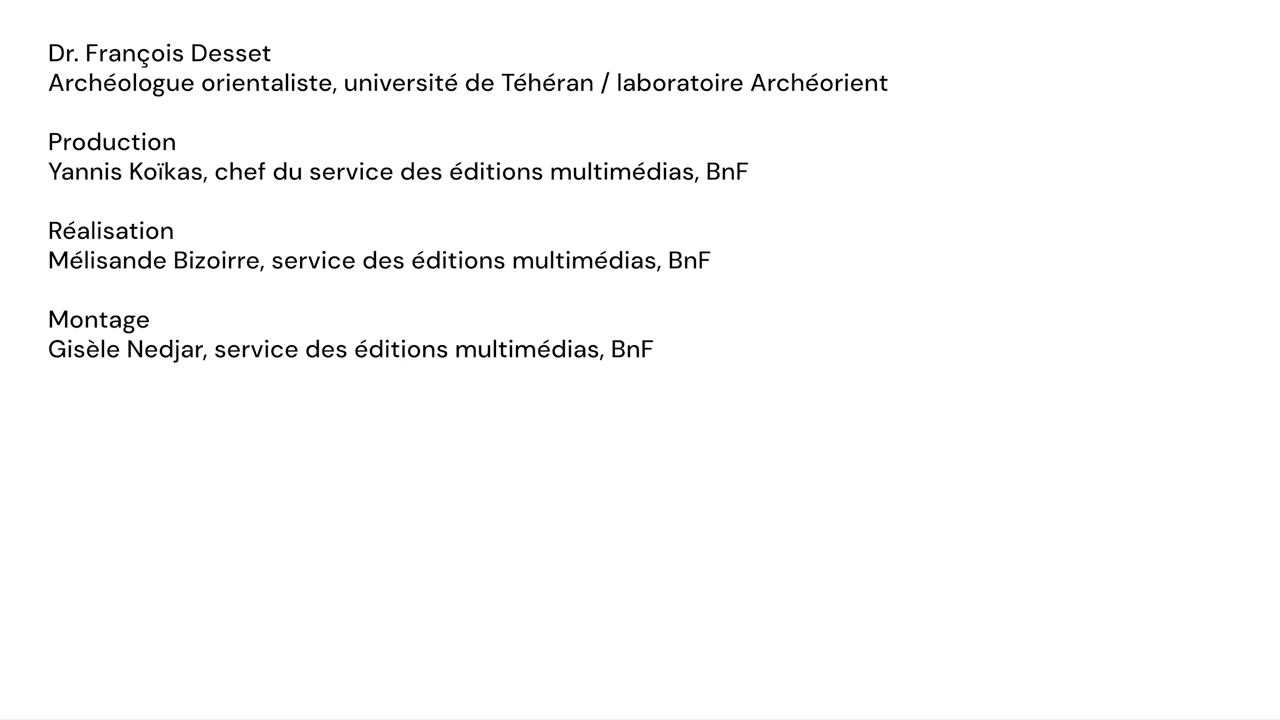 Dr. François Desset
Archéologue orientaliste, université de Téhéran / laboratoire Archéorient
Production
Yannis Koïkas, chef du service des éditions multimédias, BnF
Réalisation
Mélisande Bizoirre, service des éditions multimédias, BnF
Montage
Gisèle Nedjar, service des éditions multimédias, BnF